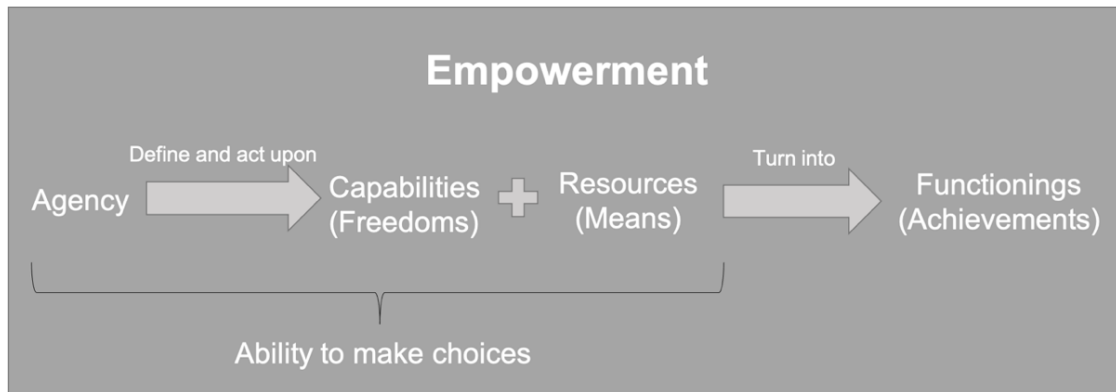 Empowerment
Define and act upon
Turn into
Agency
Capabilities
(Freedoms)
Resources
(Means)
Functionings
(Achievements)
Ability to make choices